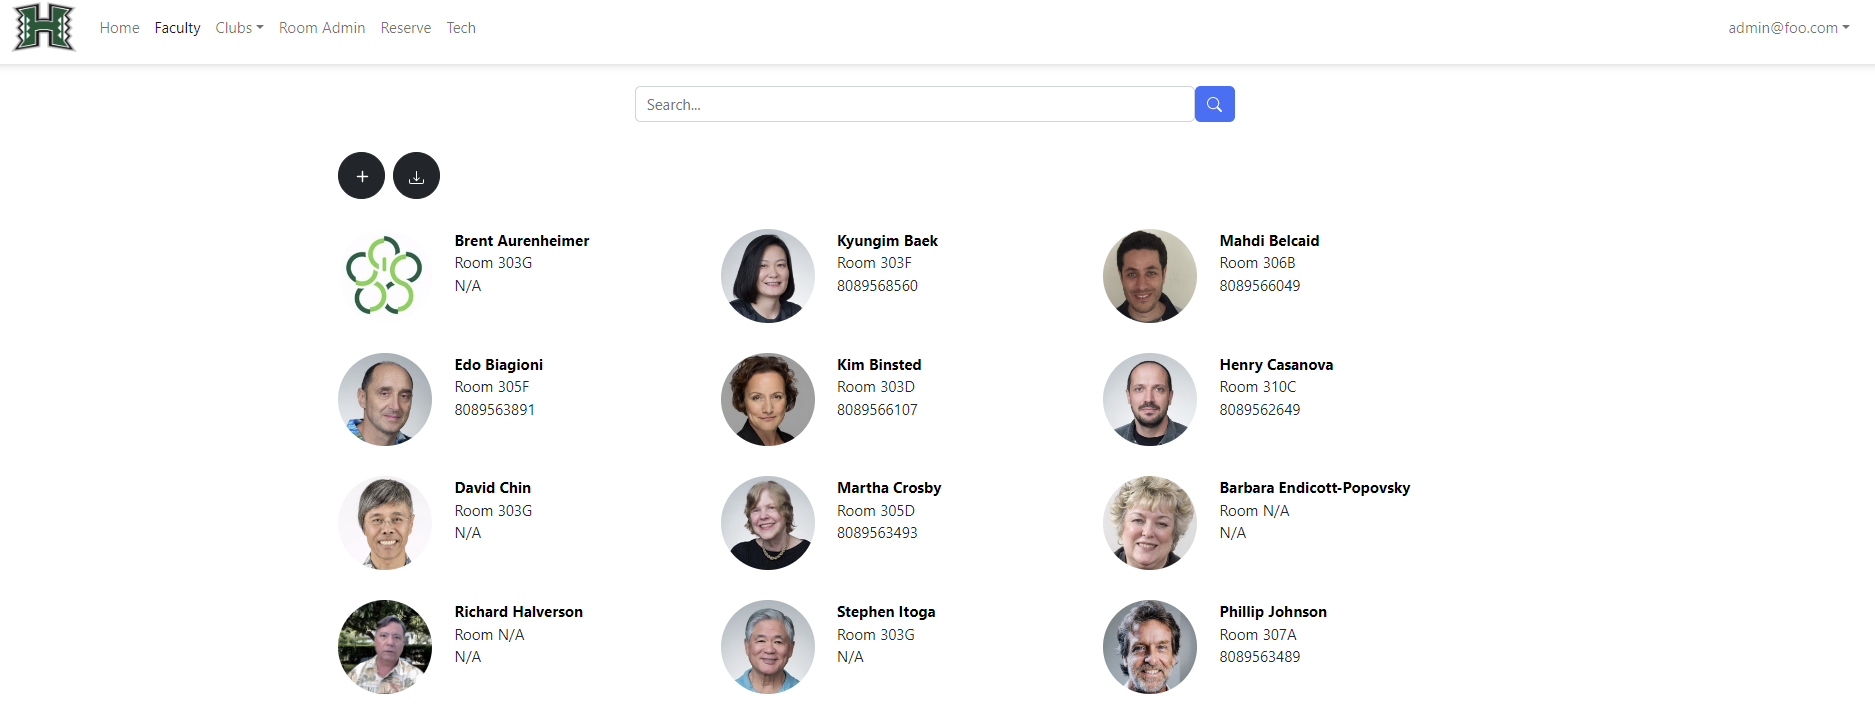 H
Home Faculty Clubs Room Admin Reserve Tech admin@foo.com
Search...
Brent Aurenheimer
Room 303G
N/A
Kyungim Baek
Room 303F
8089568560
Mahdi Belcaid
Room 306B
8089566049
Edo Biagioni
Room 305F
8089563891
Kim Binsted
Room 303D
8089566107
Henry Casanova
Room 310C
8089562649
David Chin
Room 303G
N/A
Martha Crosby
Room 305D
8089563493
Barbara Endicott-Popovsky
Room N/A
N/A
Richard Halverson
Room N/A
N/A
Stephen Itoga
Room 303G
N/A
Phillip Johnson
Room 307A
8089563489